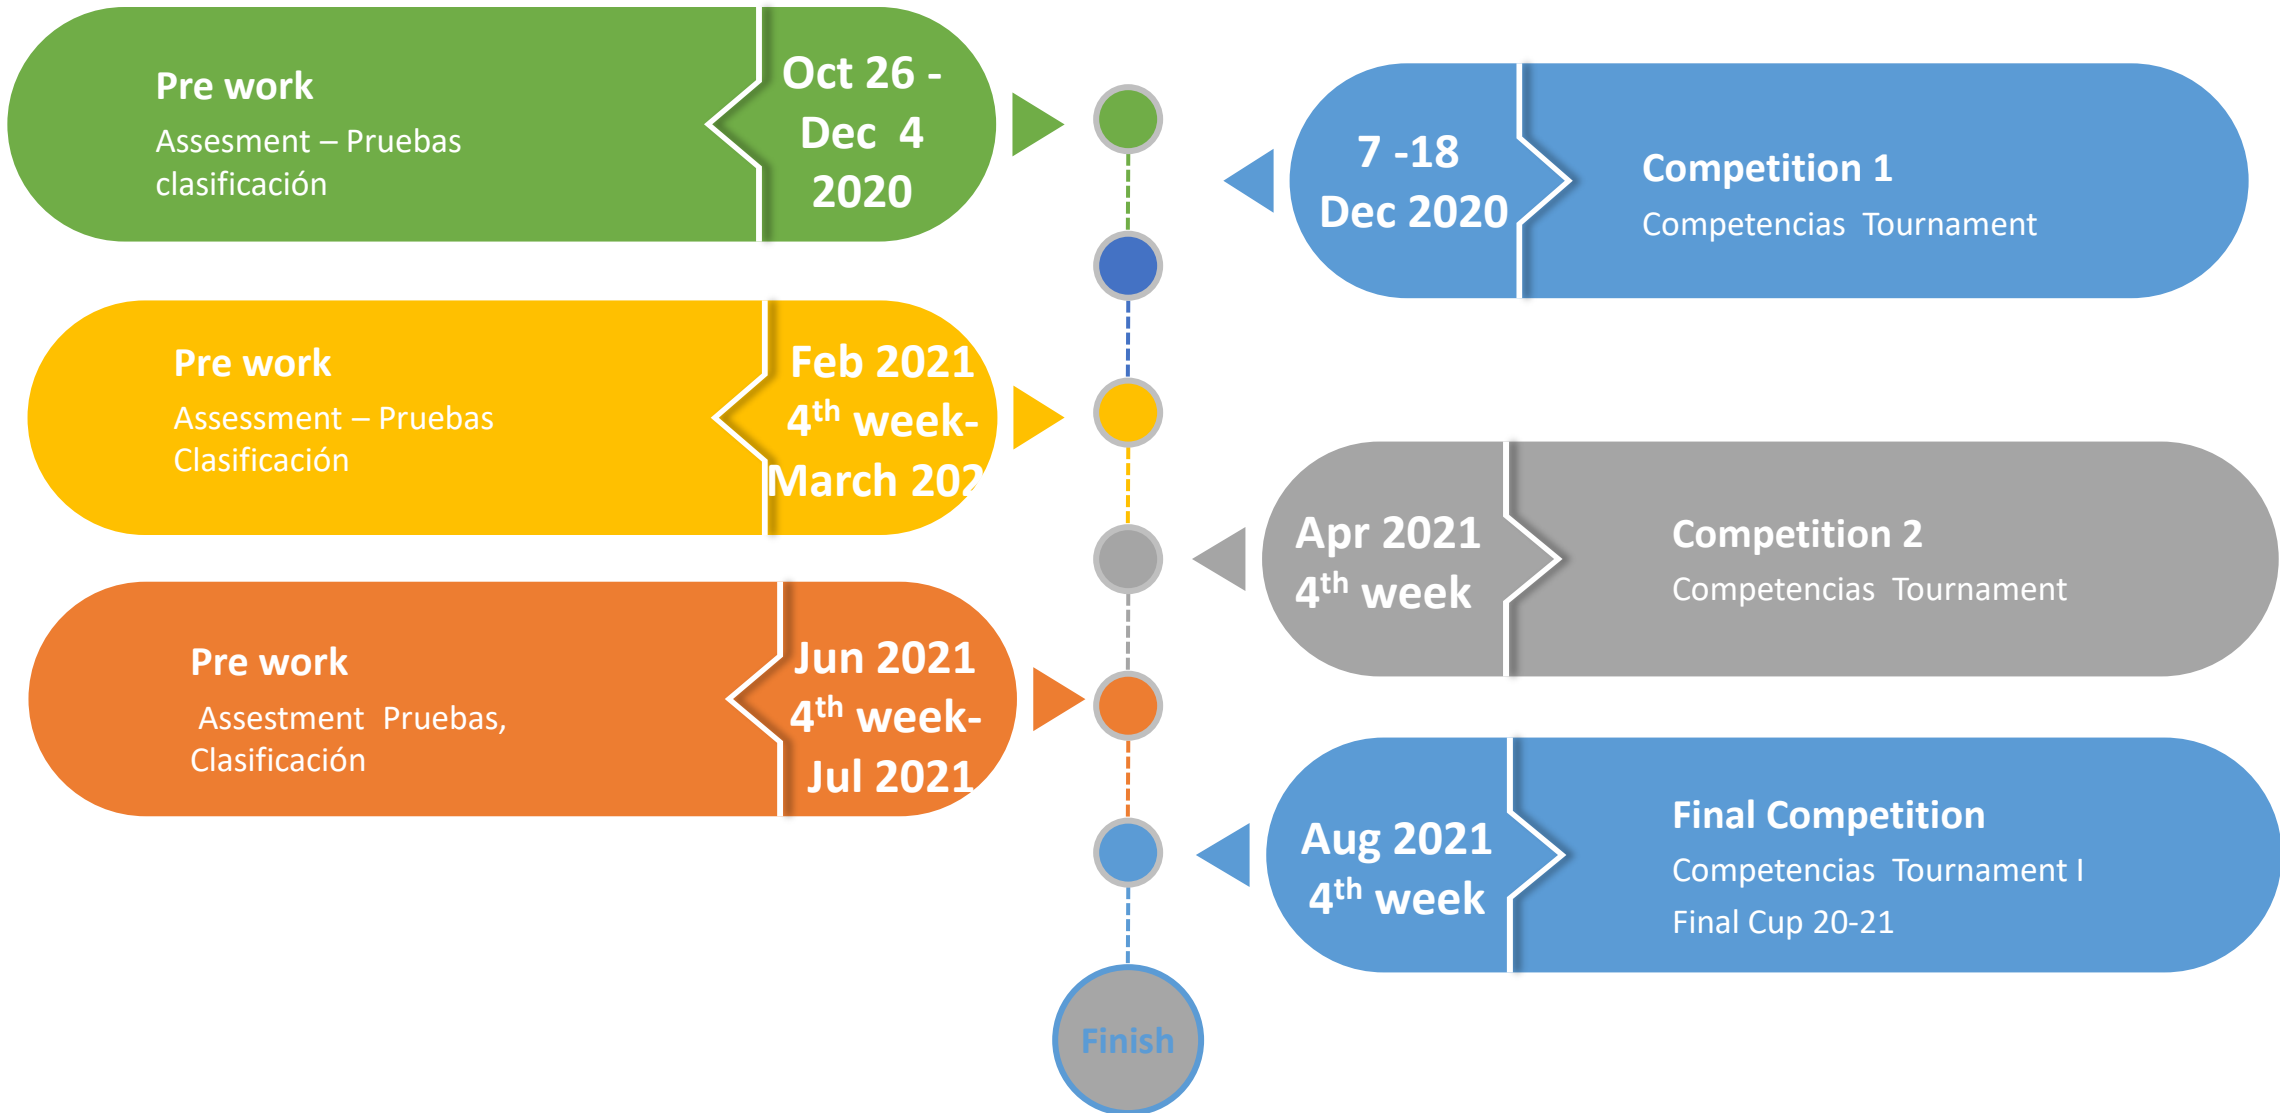 Pre work
Assesment – Pruebas
clasificación
Oct 26 -
Dec 4
2020
7 -18
Dec 2020
Competition 1
Competencias Tournament
Pre work
Assessment – Pruebas
Clasificación
Feb 2021
4th week-
March 202
Apr 2021
4th week
Competition 2
Competencias Tournament
Pre work
Assestment Pruebas,
Clasificación
Jun 2021
4th week-
Jul 2021
Aug 2021
4th week
Final Competition
Competencias Tournament I
Final Cup 20-21
Finish